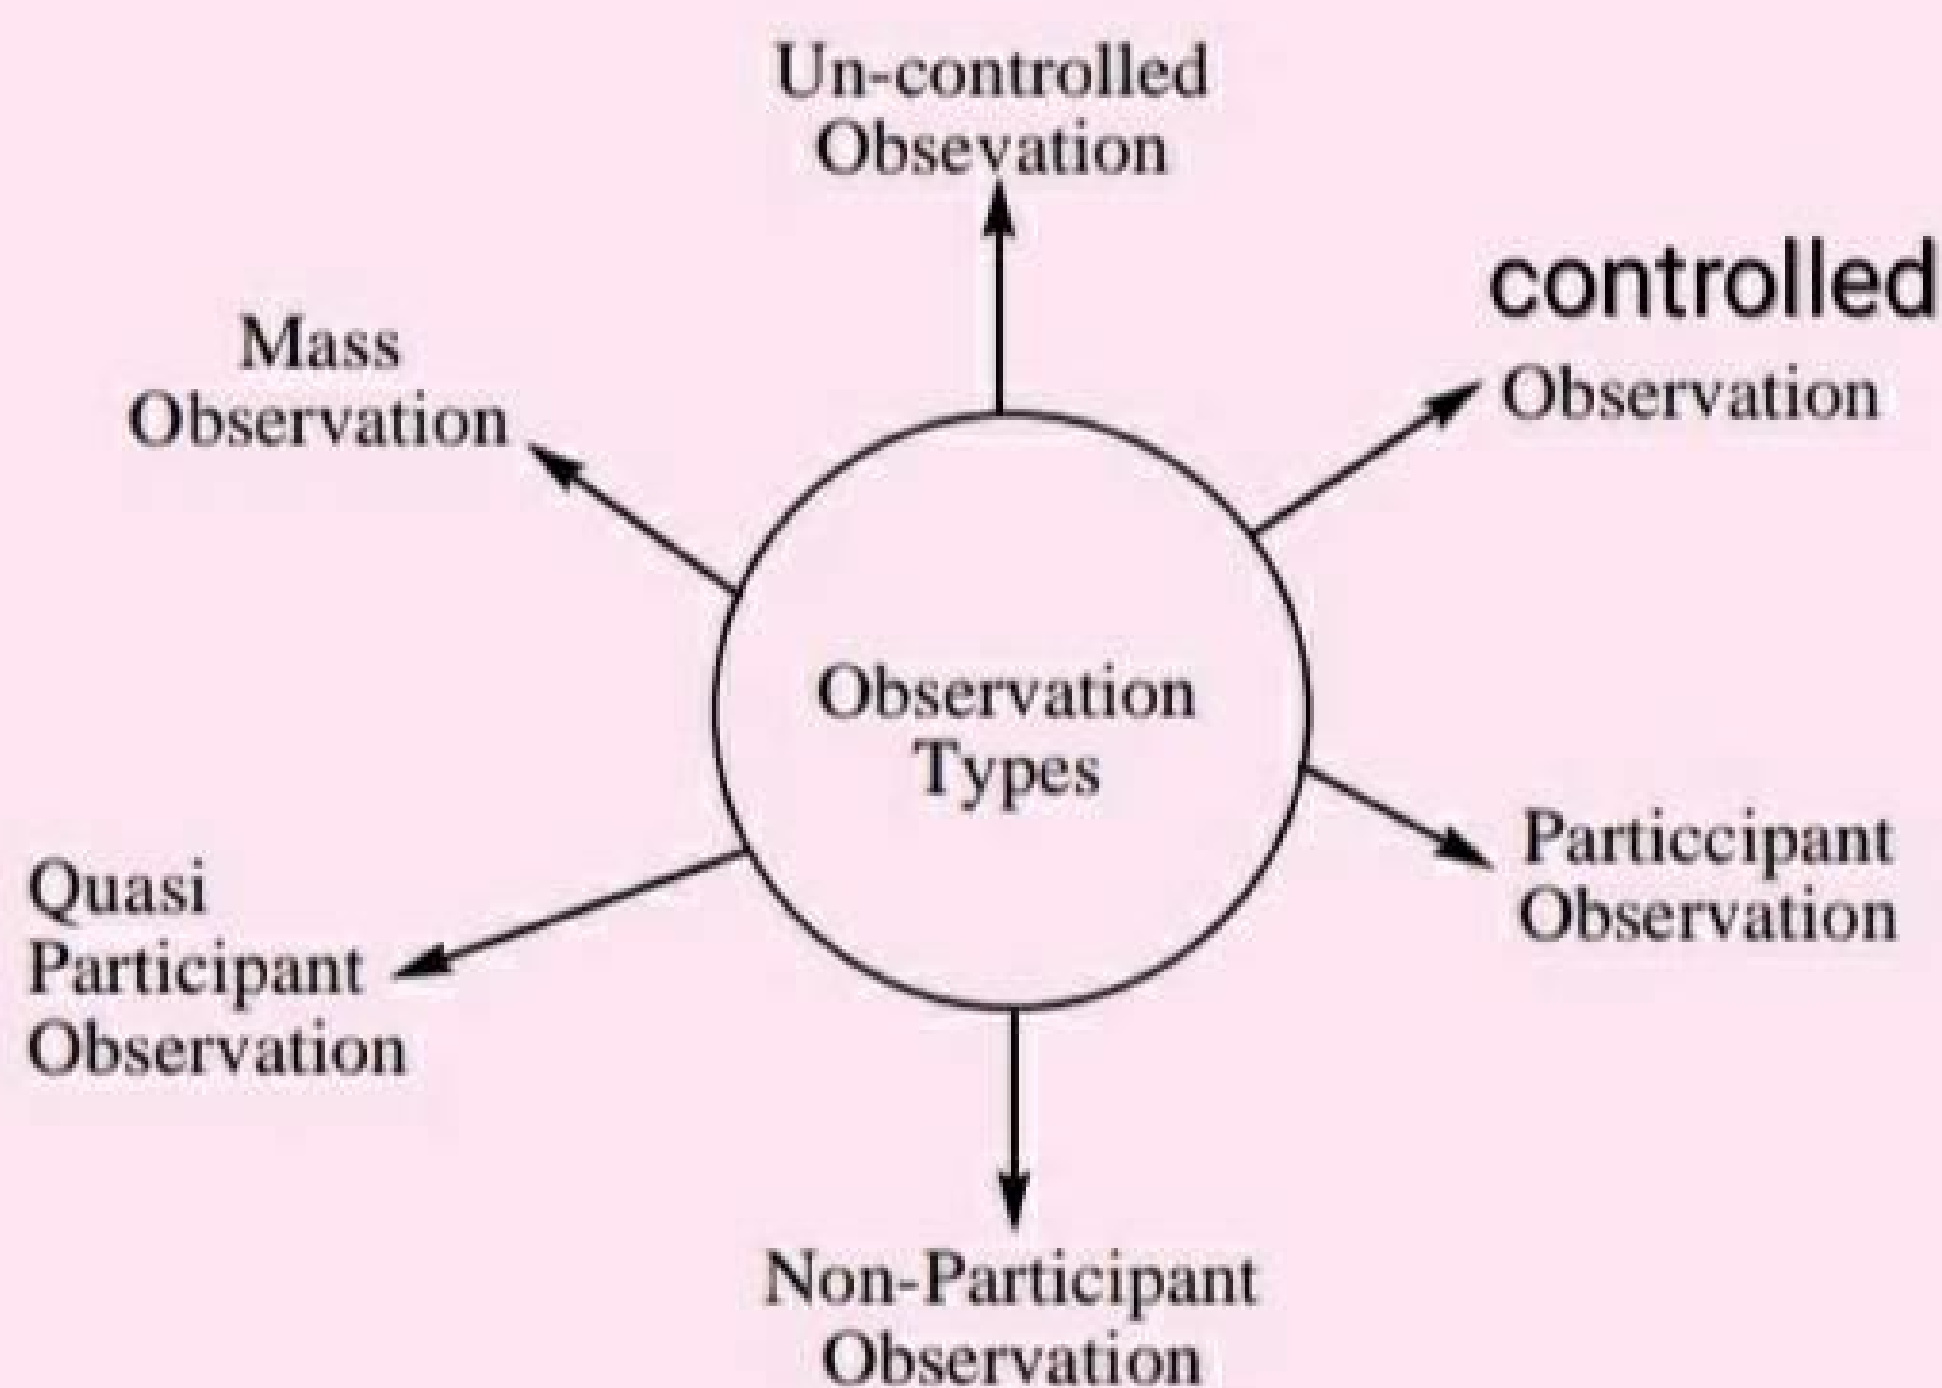 Un-controlled
Obsevation
controlled
Observation
Mass
Observation
Observation
Types
Particcipant
Observation
Quasi
Participant
Observation
Non-Participant
Observation